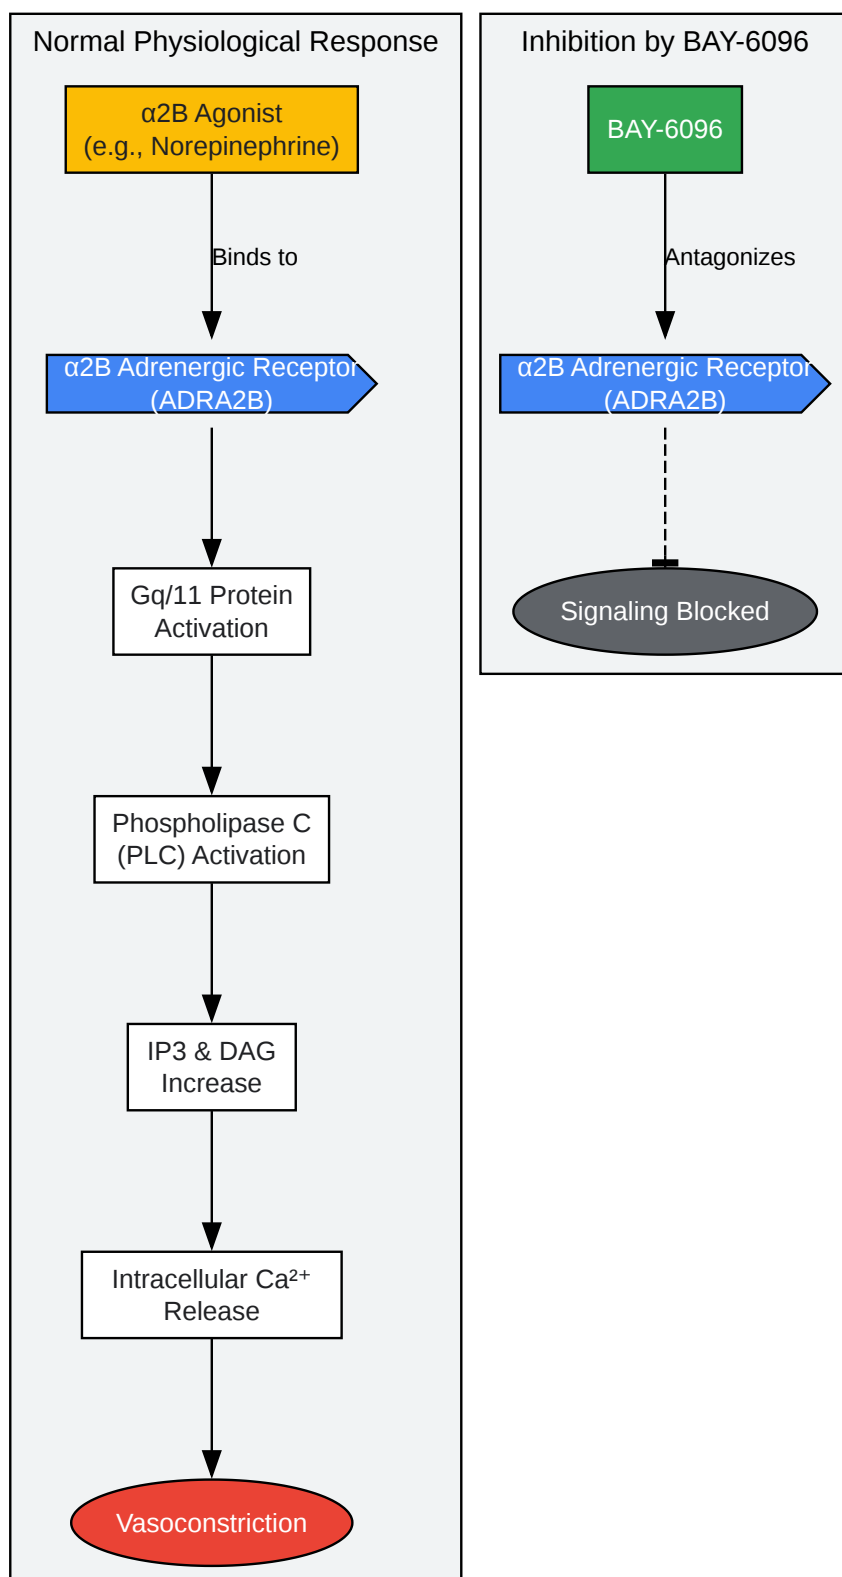 Normal Physiological Response
α2B Agonist
(e.g., Norepinephrine)
Binds to
α2B Adrenergic Receptor
(ADRA2B)
Gq/11 Protein
Activation
Phospholipase C
(PLC) Activation
IP3 & DAG
Increase
Intracellular Ca²⁺
Release
Vasoconstriction
Inhibition by BAY-6096
BAY-6096
Antagonizes
α2B Adrenergic Receptor
(ADRA2B)
Signaling Blocked